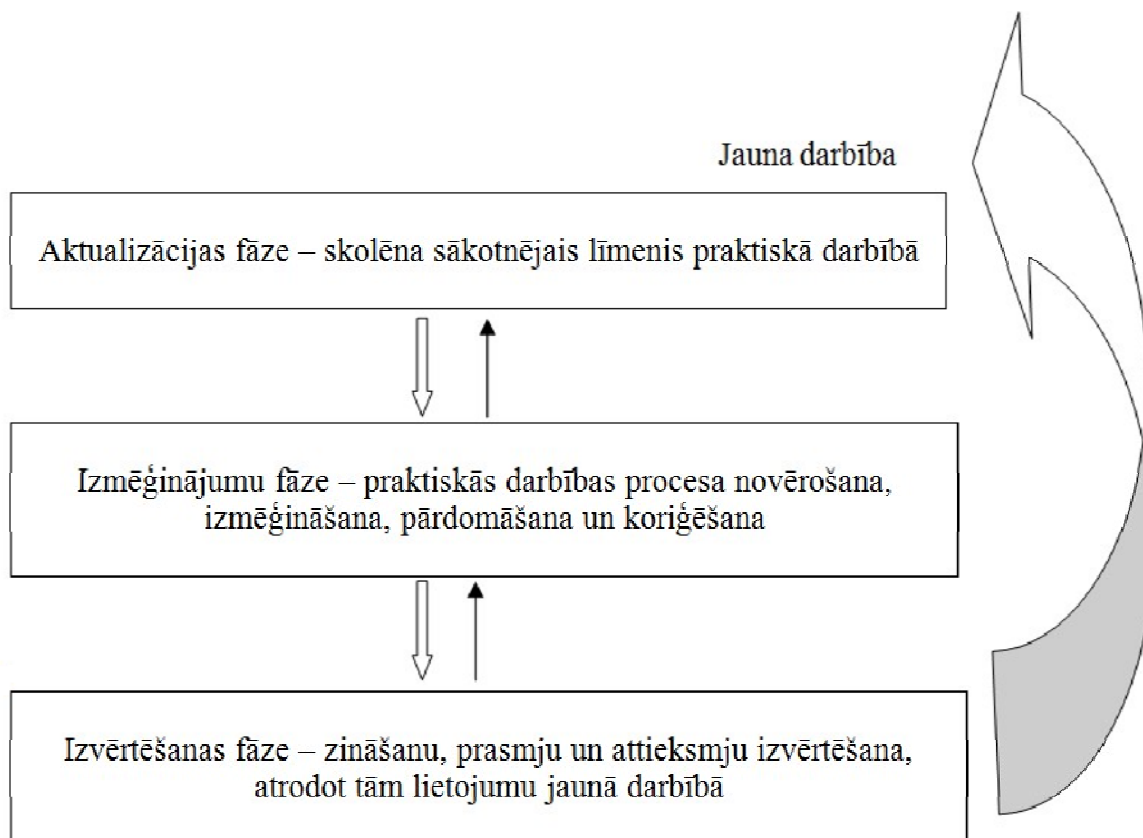 Jauna darbība
Aktualizācijas fāze – skolēna sākotnējais līmenis praktiskā darbībā
Izmēģinājumu fāze – praktiskās darbības procesa novērošana,
izmēģināšana, pārdomāšana un koriģēšana
Izvērtēšanas fāze – zināšanu, prasmju un attieksmju izvērtēšana,
atrodot tām lietojumu jaunā darbībā